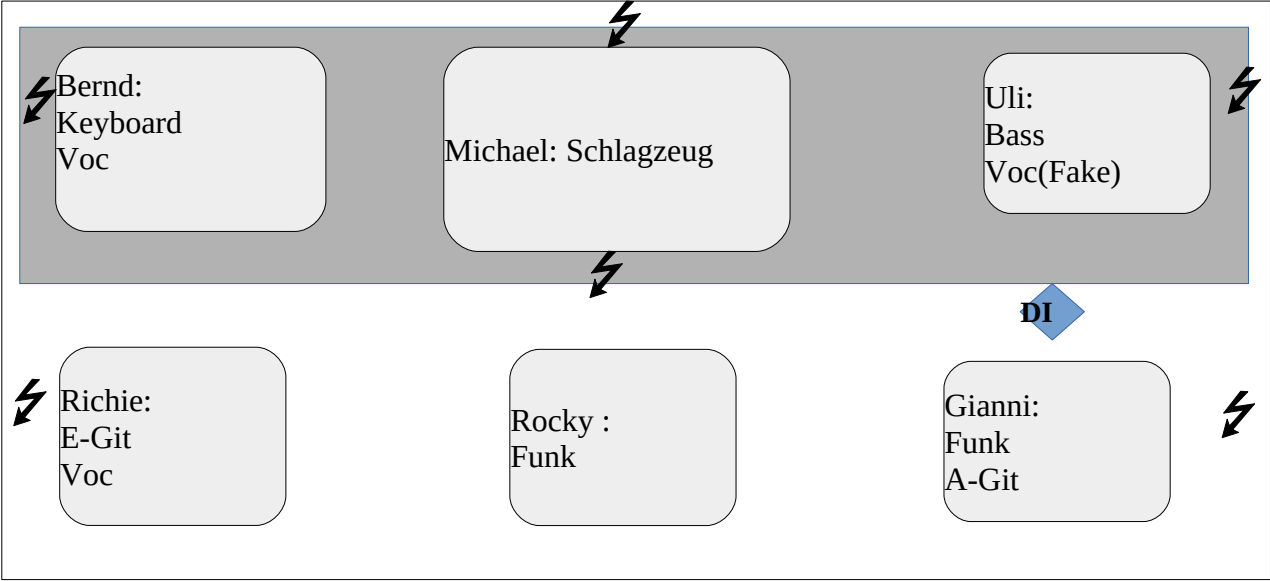 Bernd:
Keyboard
Voc
Michael: Schlagzeug
Uli:
Bass
Voc(Fake)
DI
Richie:
E-Git
Voc
Rocky :
Funk
Gianni:
Funk
A-Git